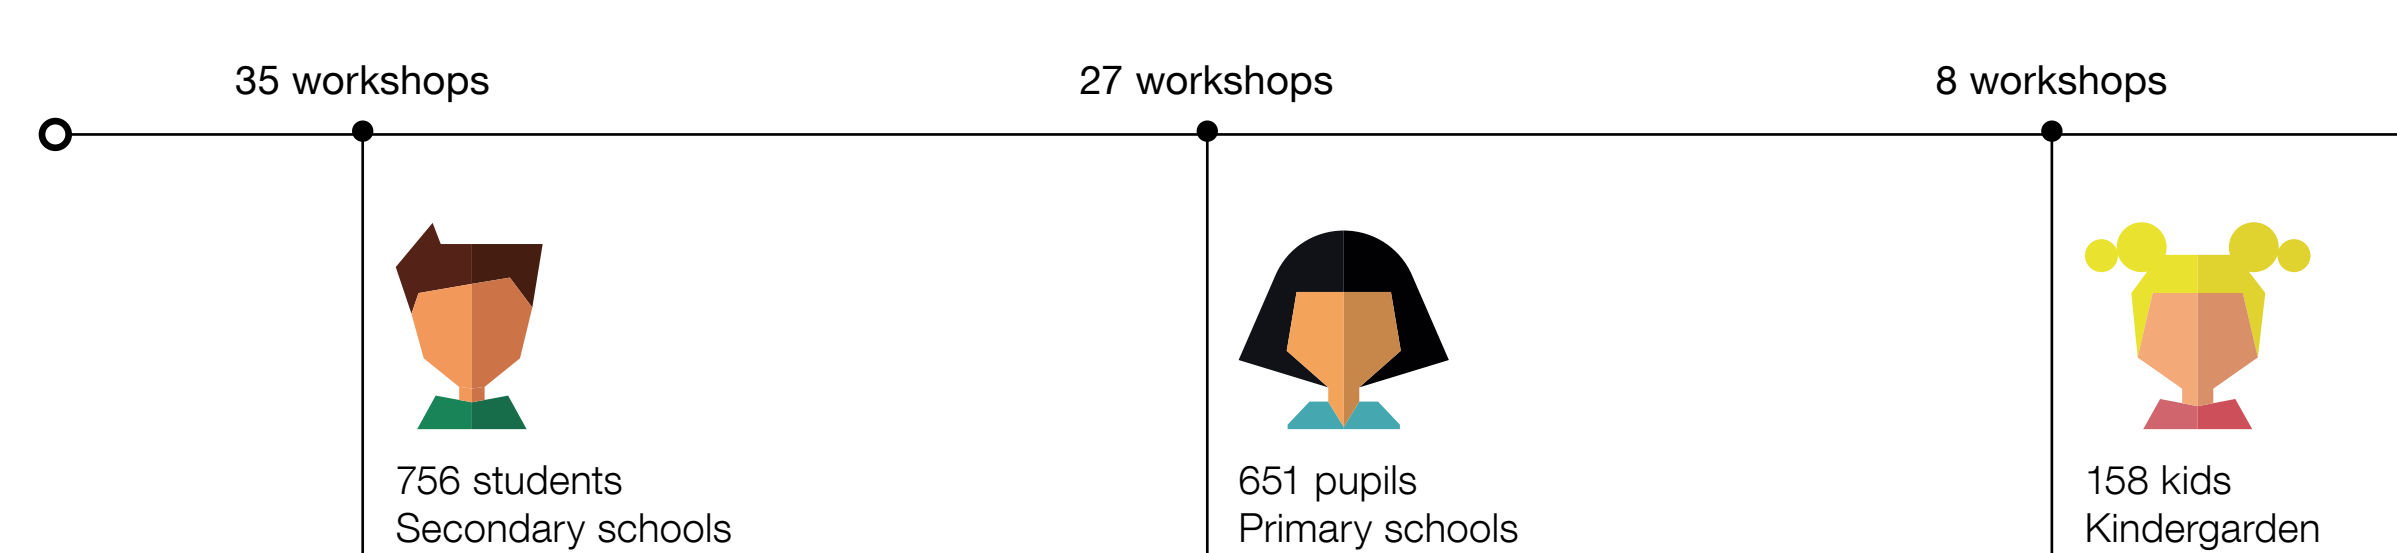 35 workshops
27 workshops
8 workshops
756 students
Secondary schools
651 pupils
Primary schools
158 kids
Kindergarden